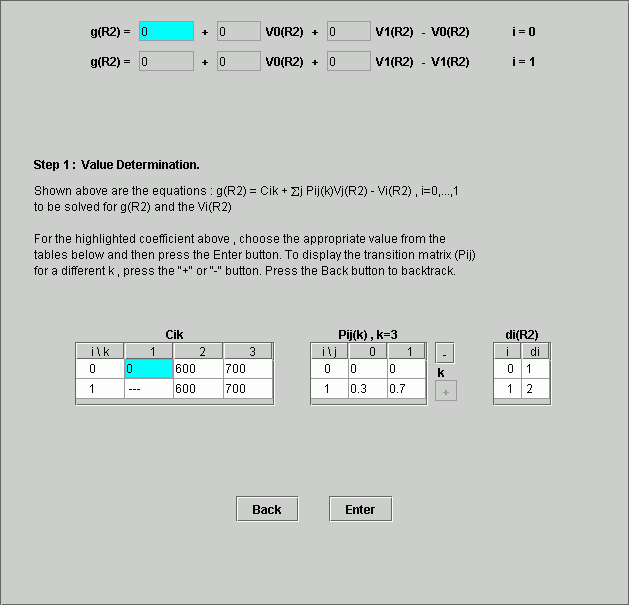 g(R2) = 0 + 0 V0(R2) + 0 V1(R2) - V0(R2) i = 0
g(R2) = 0 + 0 V0(R2) + 0 V1(R2) - V1(R2) i = 1
Step 1 : Value Determination.
Shown above are the equations : g(R2) = Cik + Σj Pij(k)Vj(R2) - Vi(R2) , i=0,...,1
to be solved for g(R2) and the Vi(R2)
For the highlighted coefficient above , choose the appropriate value from the
tables below and then press the Enter button. To display the transition matrix (Pij)
for a different k , press the "+" or "-" button. Press the Back button to backtrack.
Cik Pij(k) , k=3 di(R2)
i \ k 1 2 3 i \ j 0 1 - i di
0 0 600 700 0 0 0 k 0 1
1 --- 600 700 1 0.3 0.7 + 1 2
Back Enter